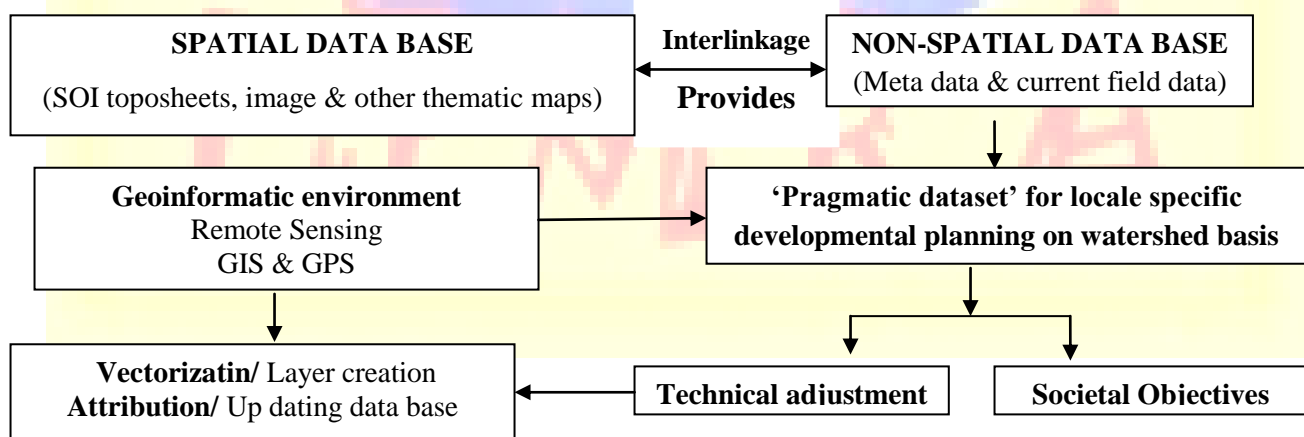 SPATIAL DATA BASE
(SOI toposheets, image & other thematic maps)
Interlinkage
Provides
NON-SPATIAL DATA BASE
(Meta data & current field data)
Geoinformatic environment
Remote Sensing
GIS & GPS
‘Pragmatic dataset’ for locale specific
developmental planning on watershed basis
Vectorizatin/ Layer creation
Attribution/ Up dating data base
Technical adjustment
Societal Objectives